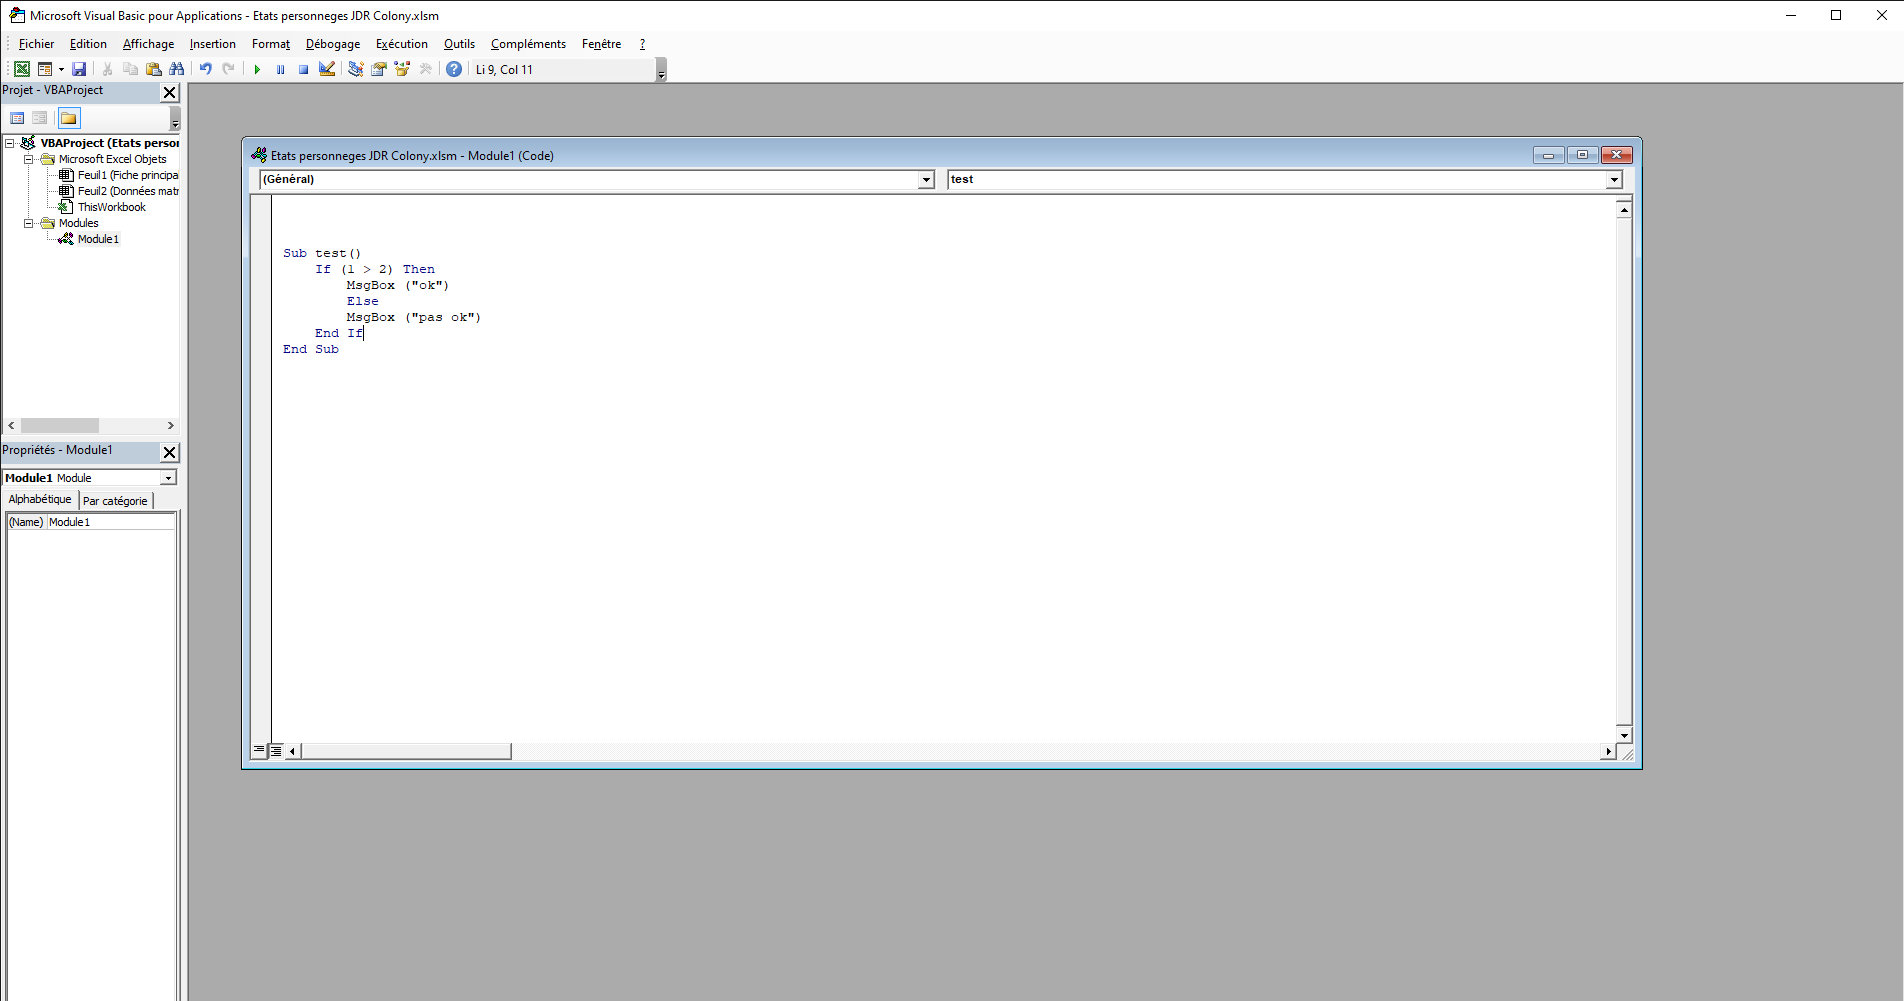 Microsoft Visual Basic pour Applications - Etats personneges JDR Colony.xlsm
Fichier Edition Affichage Insertion Format Débogage Exécution Outils Compléments Fenêtre ?
Li 9, Col 11
Projet - VBAProject
VBAProject (Etats persor
Microsoft Excel Objets
Feuil1 (Fiche principa
Feuil2 (Données matr
ThisWorkbook
Modules
Module1
Propriétés - Module1
Module1 Module
Alphabétique Par catégorie
(Name) Module1
Etats personneges JDR Colony.xlsm - Module1 (Code)
(Général) test
Sub test()
If (1 > 2) Then
MsgBox ("ok")
Else
MsgBox ("pas ok")
End If
End Sub